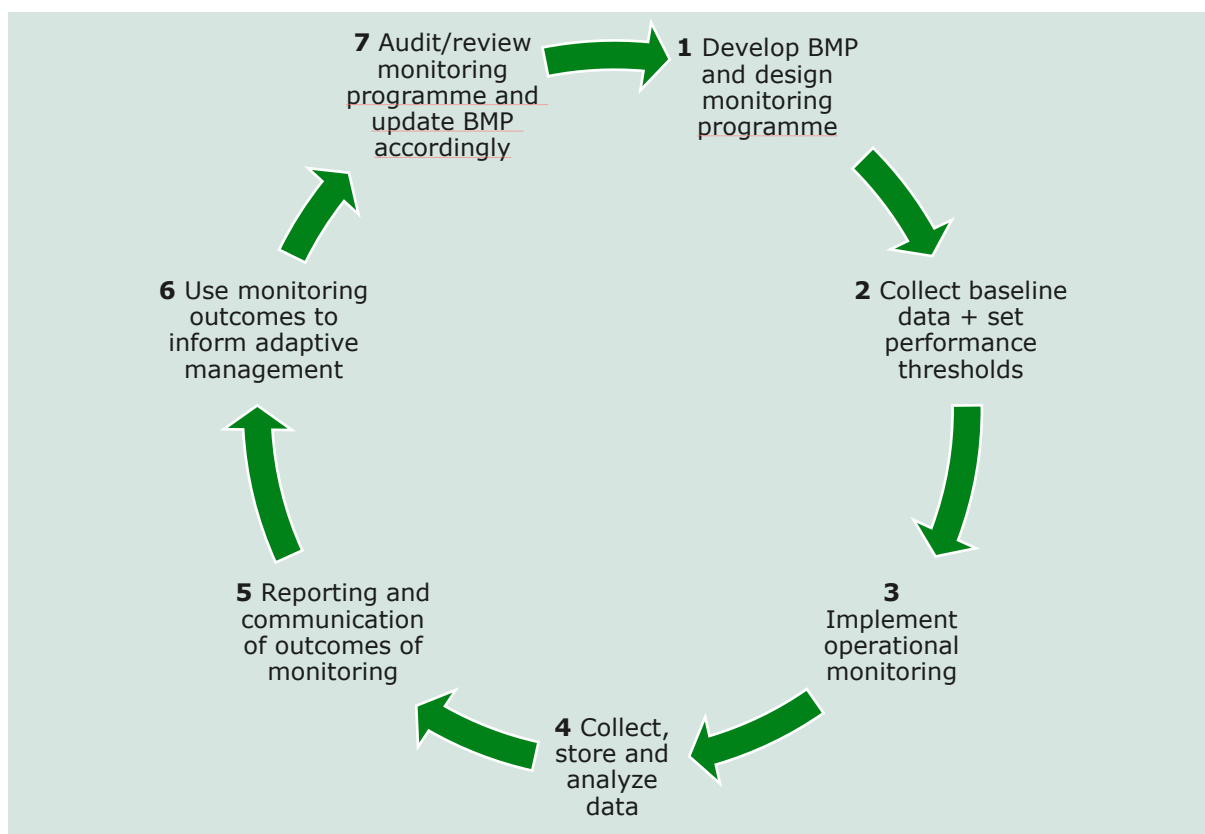 1 Develop BMP
and design
monitoring
programme
2 Collect baseline
data + set
performance
thresholds
3
Implement
operational
monitoring
4 Collect,
store and
analyze
data
5 Reporting and
communication
of outcomes of
monitoring
6 Use monitoring
outcomes to
inform adaptive
management
7 Audit/review
monitoring
programme and
update BMP
accordingly